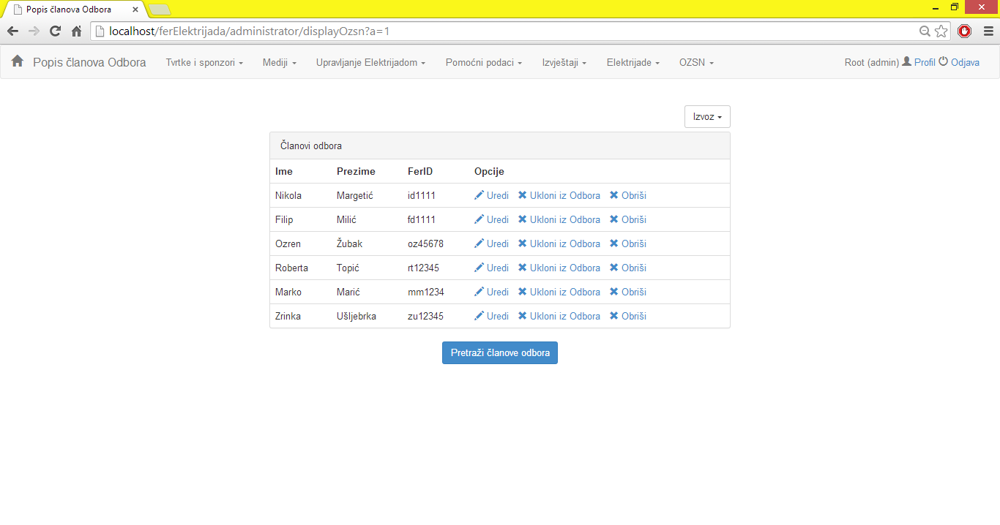 Popis članova Odbora
localhost/ferElektrijada/administrator/displayOzsn?a=1
Popis članova Odbora Tvrtke i sponzori Mediji Upravljanje Elektrijadom Pomoćni podaci Izvještaji Elektrijade OZSN Root (admin) Profil Odjava
Izvoz
Članovi odbora
Ime Prezime FerID Opcije
Nikola Margetić id1111 Uredi Ukloni iz Odbora Obriši
Filip Milić fd1111 Uredi Ukloni iz Odbora Obriši
Ozren Žubak oz45678 Uredi Ukloni iz Odbora Obriši
Roberta Topić rt12345 Uredi Ukloni iz Odbora Obriši
Marko Marić mm1234 Uredi Ukloni iz Odbora Obriši
Zrinka Ušljebrka zu12345 Uredi Ukloni iz Odbora Obriši
Pretraži članove odbora